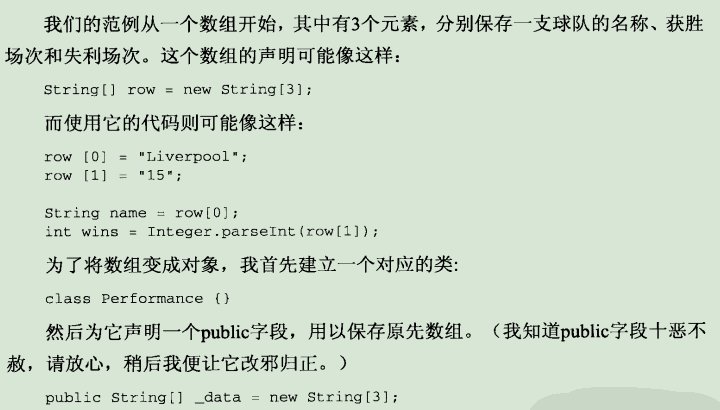 我们的范例从一个数组开始，其中有3个元素，分别保存一支球队的名称、获胜
场次和失利场次。这个数组的声明可能像这样：
String[] row = new String[3];
而使用它的代码则可能像这样：
row [0] = "Liverpool";
row [1] = "15";
String name = row[0];
int wins = Integer.parseInt(row[1]);
为了将数组变成对象，我首先建立一个对应的类:
class Performance {}
然后为它声明一个public字段，用以保存原先数组。（我知道public字段十恶不
赦，请放心，稍后我便让它改邪归正。）
public String[] _data = new String[3];